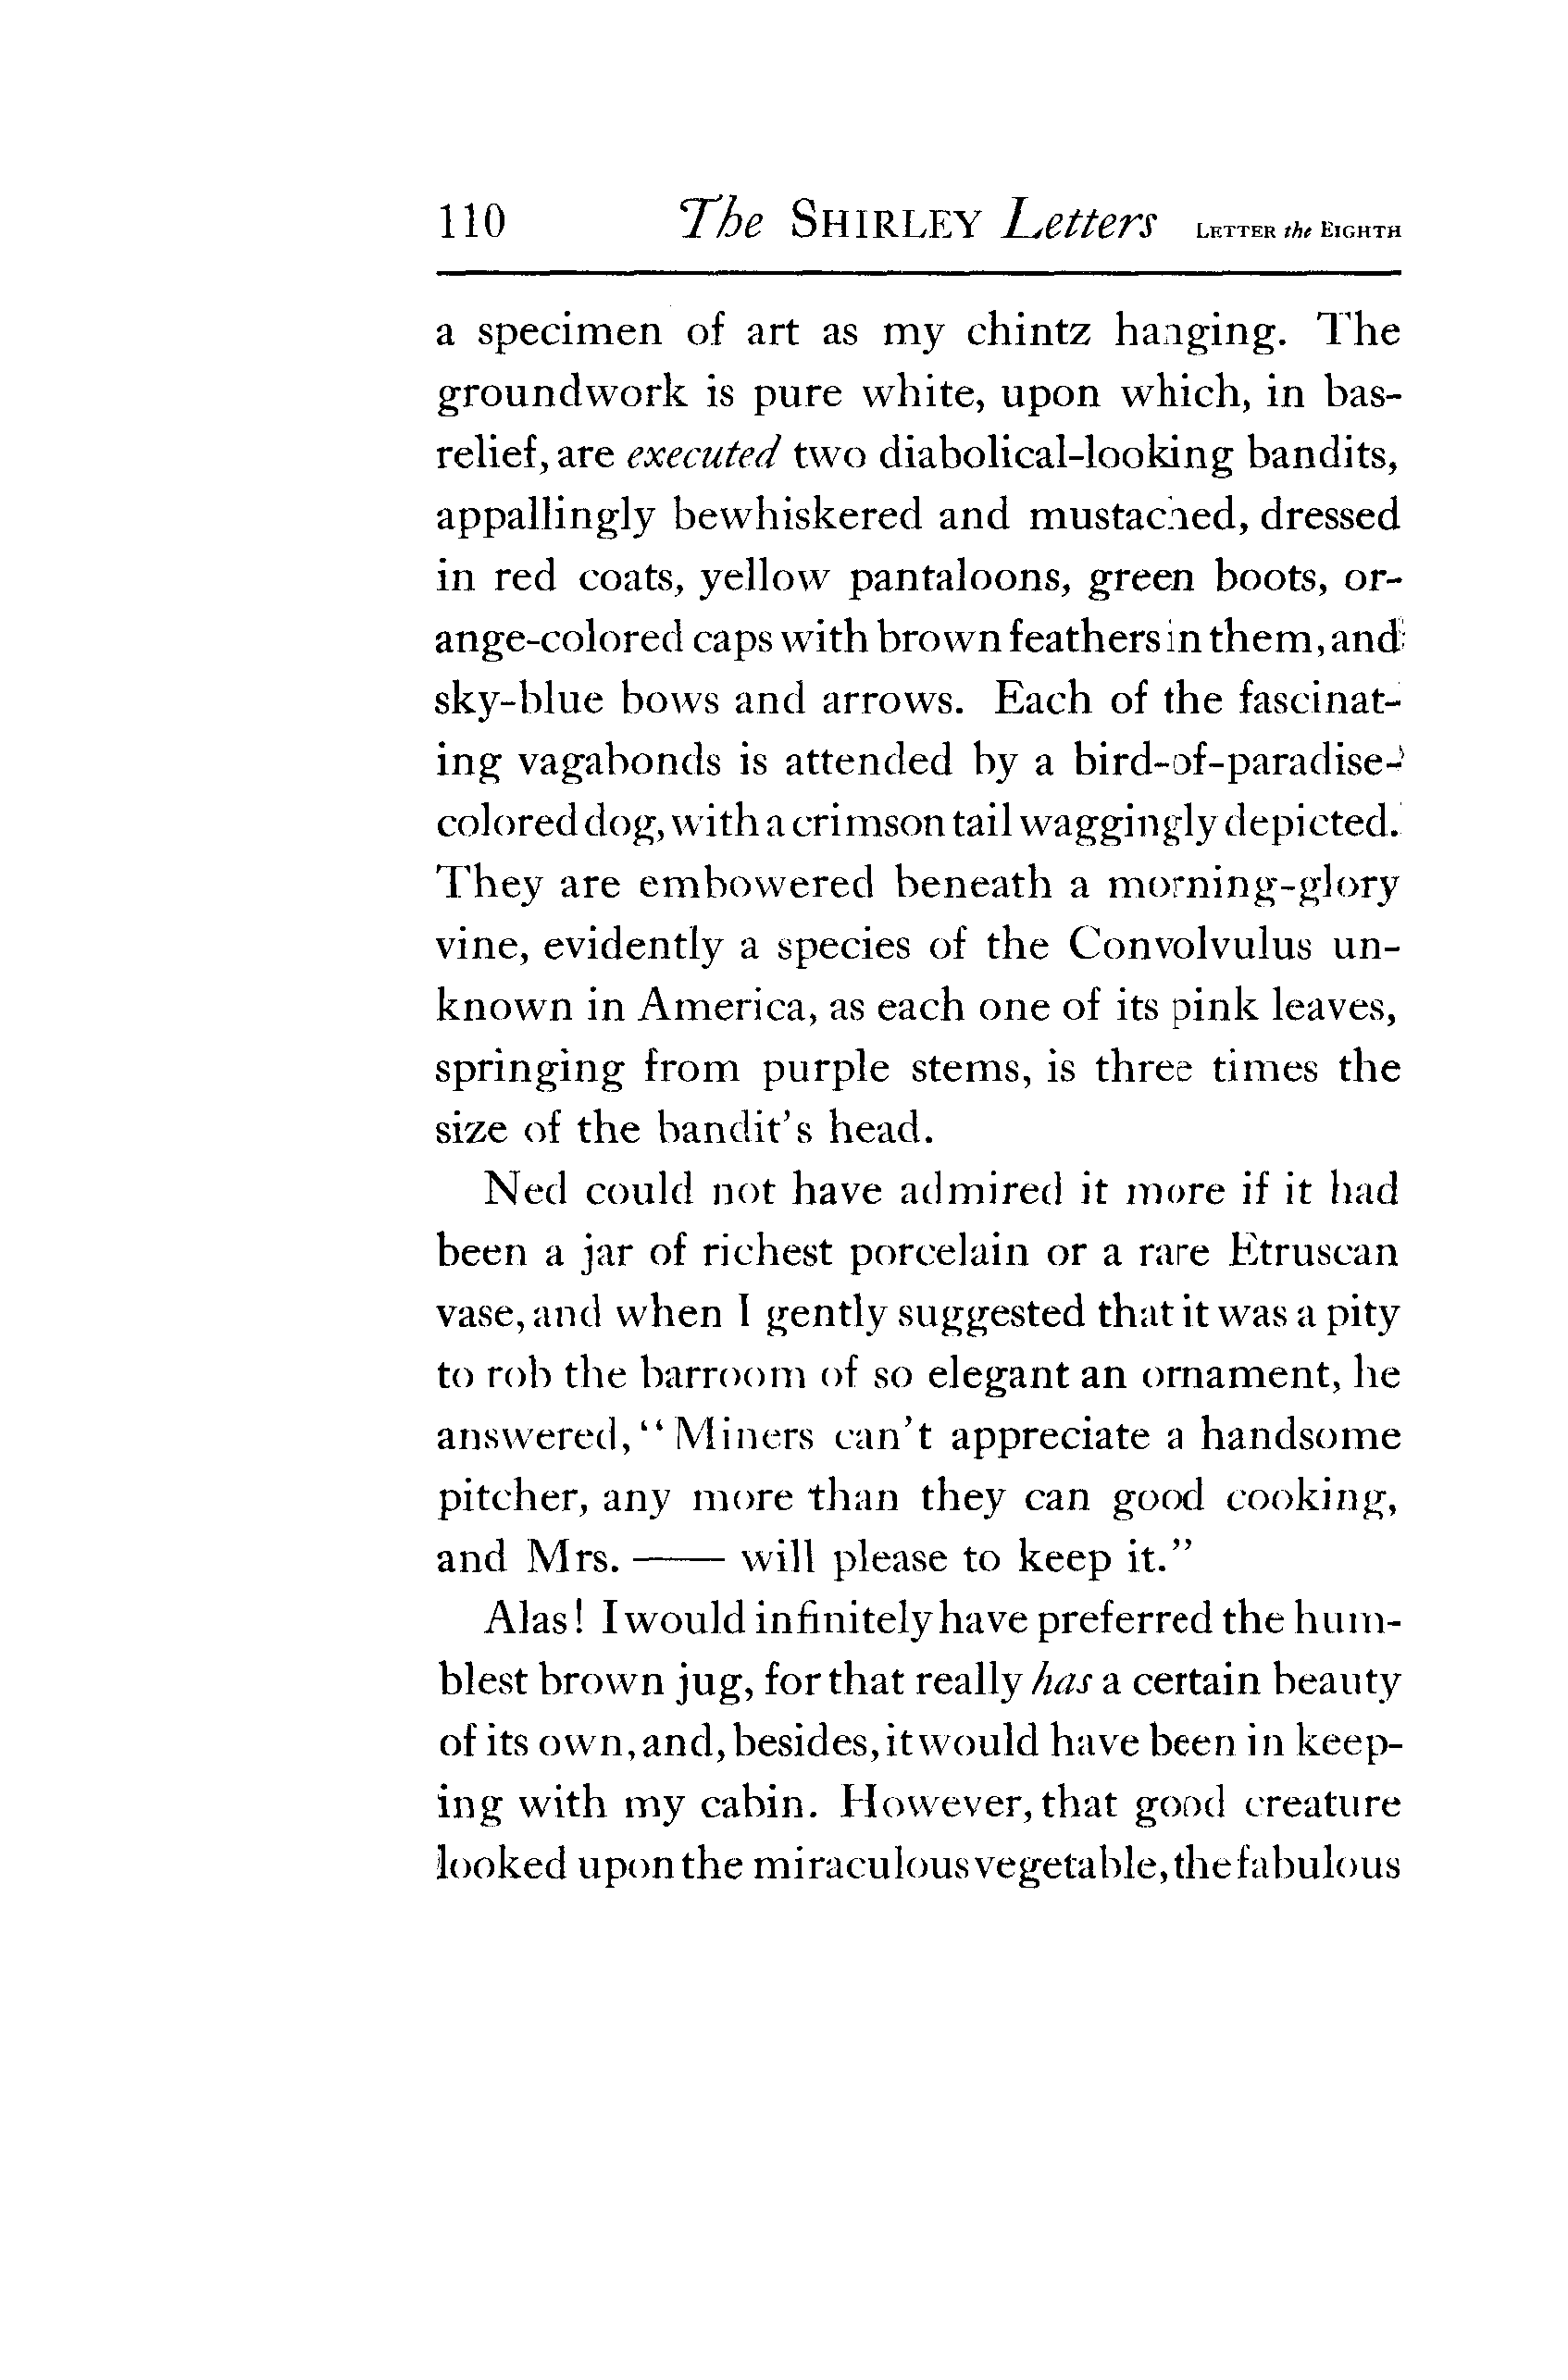 110 The SHIRLEY Letters LETTER the EIGHTH
a specimen of art as my chintz hanging. The
groundwork is pure white, upon which, in bas-
relief, are executed two diabolical-looking bandits,
appallingly bewhiskered and mustached, dressed
in red coats, yellow pantaloons, green boots, or-
ange-colored caps with brown feathers in them, and
sky-blue bows and arrows. Each of the fascinat-
ing vagabonds is attended by a bird-of-paradise-
colored dog, with a crimson tail waggingly depicted.
They are embowered beneath a morning-glory
vine, evidently a species of the Convolvulus un-
known in America, as each one of its pink leaves,
springing from purple stems, is three times the
size of the bandit's head.
Ned could not have admired it more if it had
been a jar of richest porcelain or a rare Etruscan
vase, and when I gently suggested that it was a pity
to rob the barroom of so elegant an ornament, he
answered, "Miners can't appreciate a handsome
pitcher, any more than they can good cooking,
and Mrs. —— will please to keep it."
Alas! I would infinitely have preferred the hum-
blest brown jug, for that really has a certain beauty
of its own, and, besides, it would have been in keep-
ing with my cabin. However, that good creature
looked upon the miraculous vegetable, the fabulous